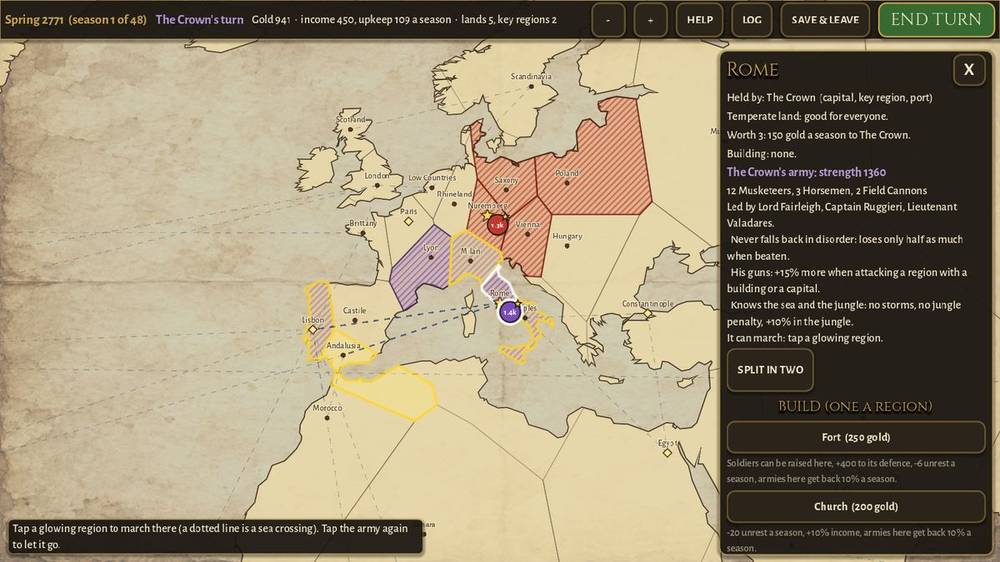 Spring 2771 (season 1 of 48) The Crown's turn Gold 941 · income 450, upkeep 109 a season · lands 5, key regions 2
-
+
HELP
LOG
SAVE & LEAVE
END TURN
ROME
X
Held by: The Crown (capital, key region, port)
Temperate land: good for everyone.
Worth 3: 150 gold a season to The Crown.
Building: none.
The Crown's army: strength 1360
12 Musketeers, 3 Horsemen, 2 Field Cannons
Led by Lord Fairleigh, Captain Ruggieri, Lieutenant
Valadares.
Never falls back in disorder: loses only half as much
when beaten.
His guns: +15% more when attacking a region with a
building or a capital.
Knows the sea and the jungle: no storms, no jungle
penalty, +10% in the jungle.
It can march: tap a glowing region.
SPLIT IN TWO
BUILD (ONE A REGION)
Fort (250 gold)
Soldiers can be raised here, +400 to its defence, -6 unrest a
season, armies here get back 10% a season.
Church (200 gold)
-20 unrest a season, +10% income, armies here get back 10% a
season.
Scandinavia
Scotland
London
Low Countries
Rhineland
Saxony
Poland
Nuremberg
1.3k
Vienna
Hungary
Paris
Brittany
Lyon
Milan
Rome
1.4k
ples
Castile
Lisbon
Andalusia
Constantinople
Morocco
Egypt
ara
Mu
Tap a glowing region to march there (a dotted line is a sea crossing). Tap the army again
to let it go.